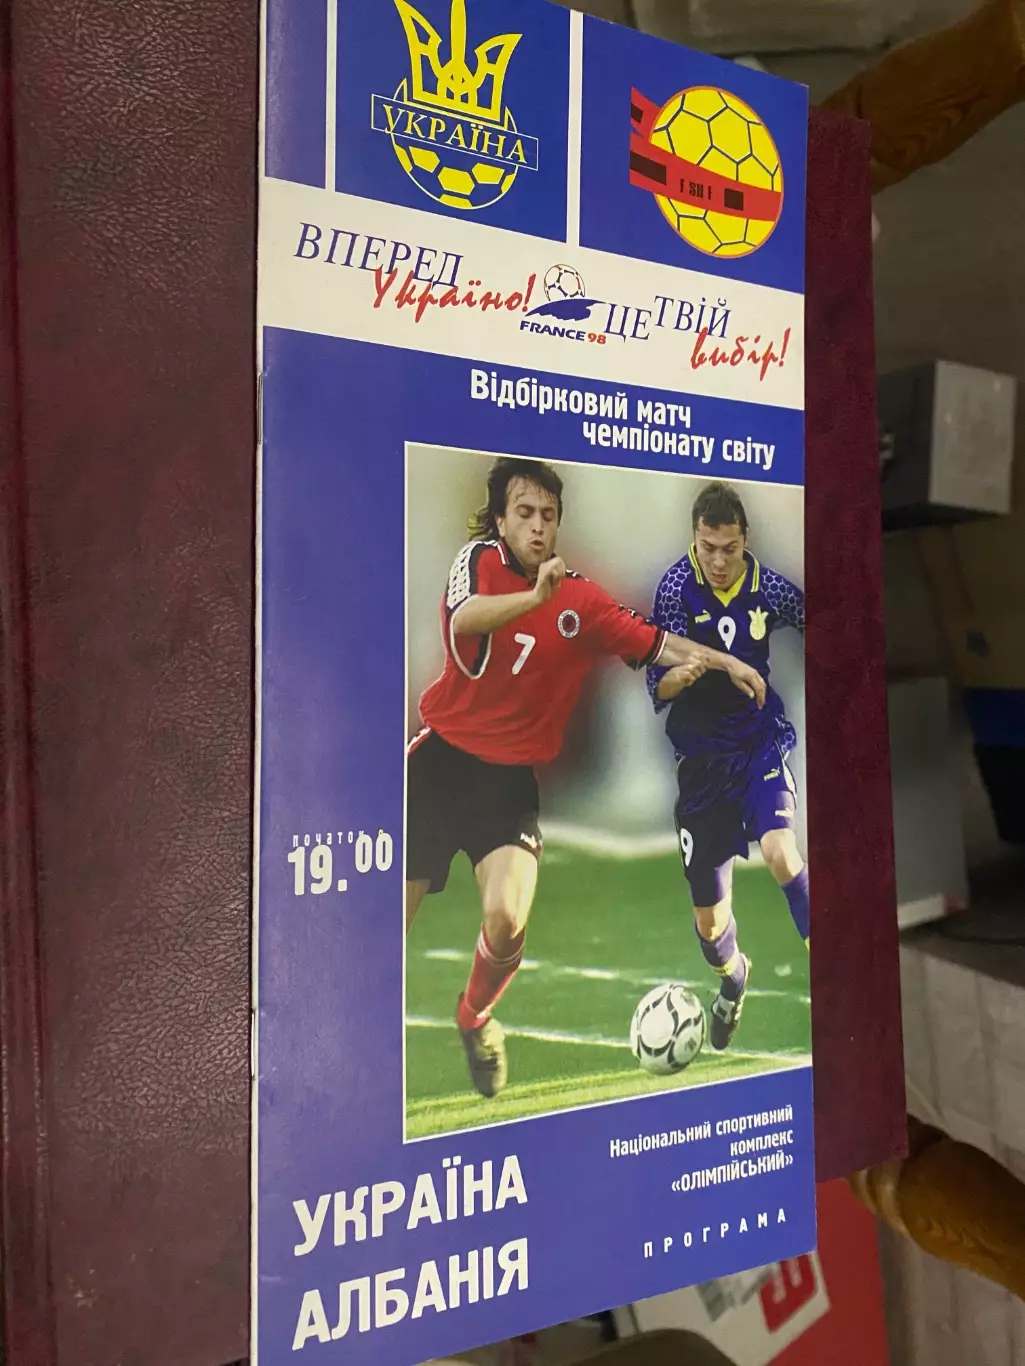 УКРАЇНА
F SH F
ВПЕРЕД
Україно!
FRANCE 98
ЦЕ ТВІЙ
вибір!
Відбірковий матч
чемпіонату світу
7
9
9
початок о
19.00
Національний спортивний
комплекс
«ОЛІМПІЙСЬКИЙ»
ПРОГРАМА
УКРАЇНА
АЛБАНІЯ